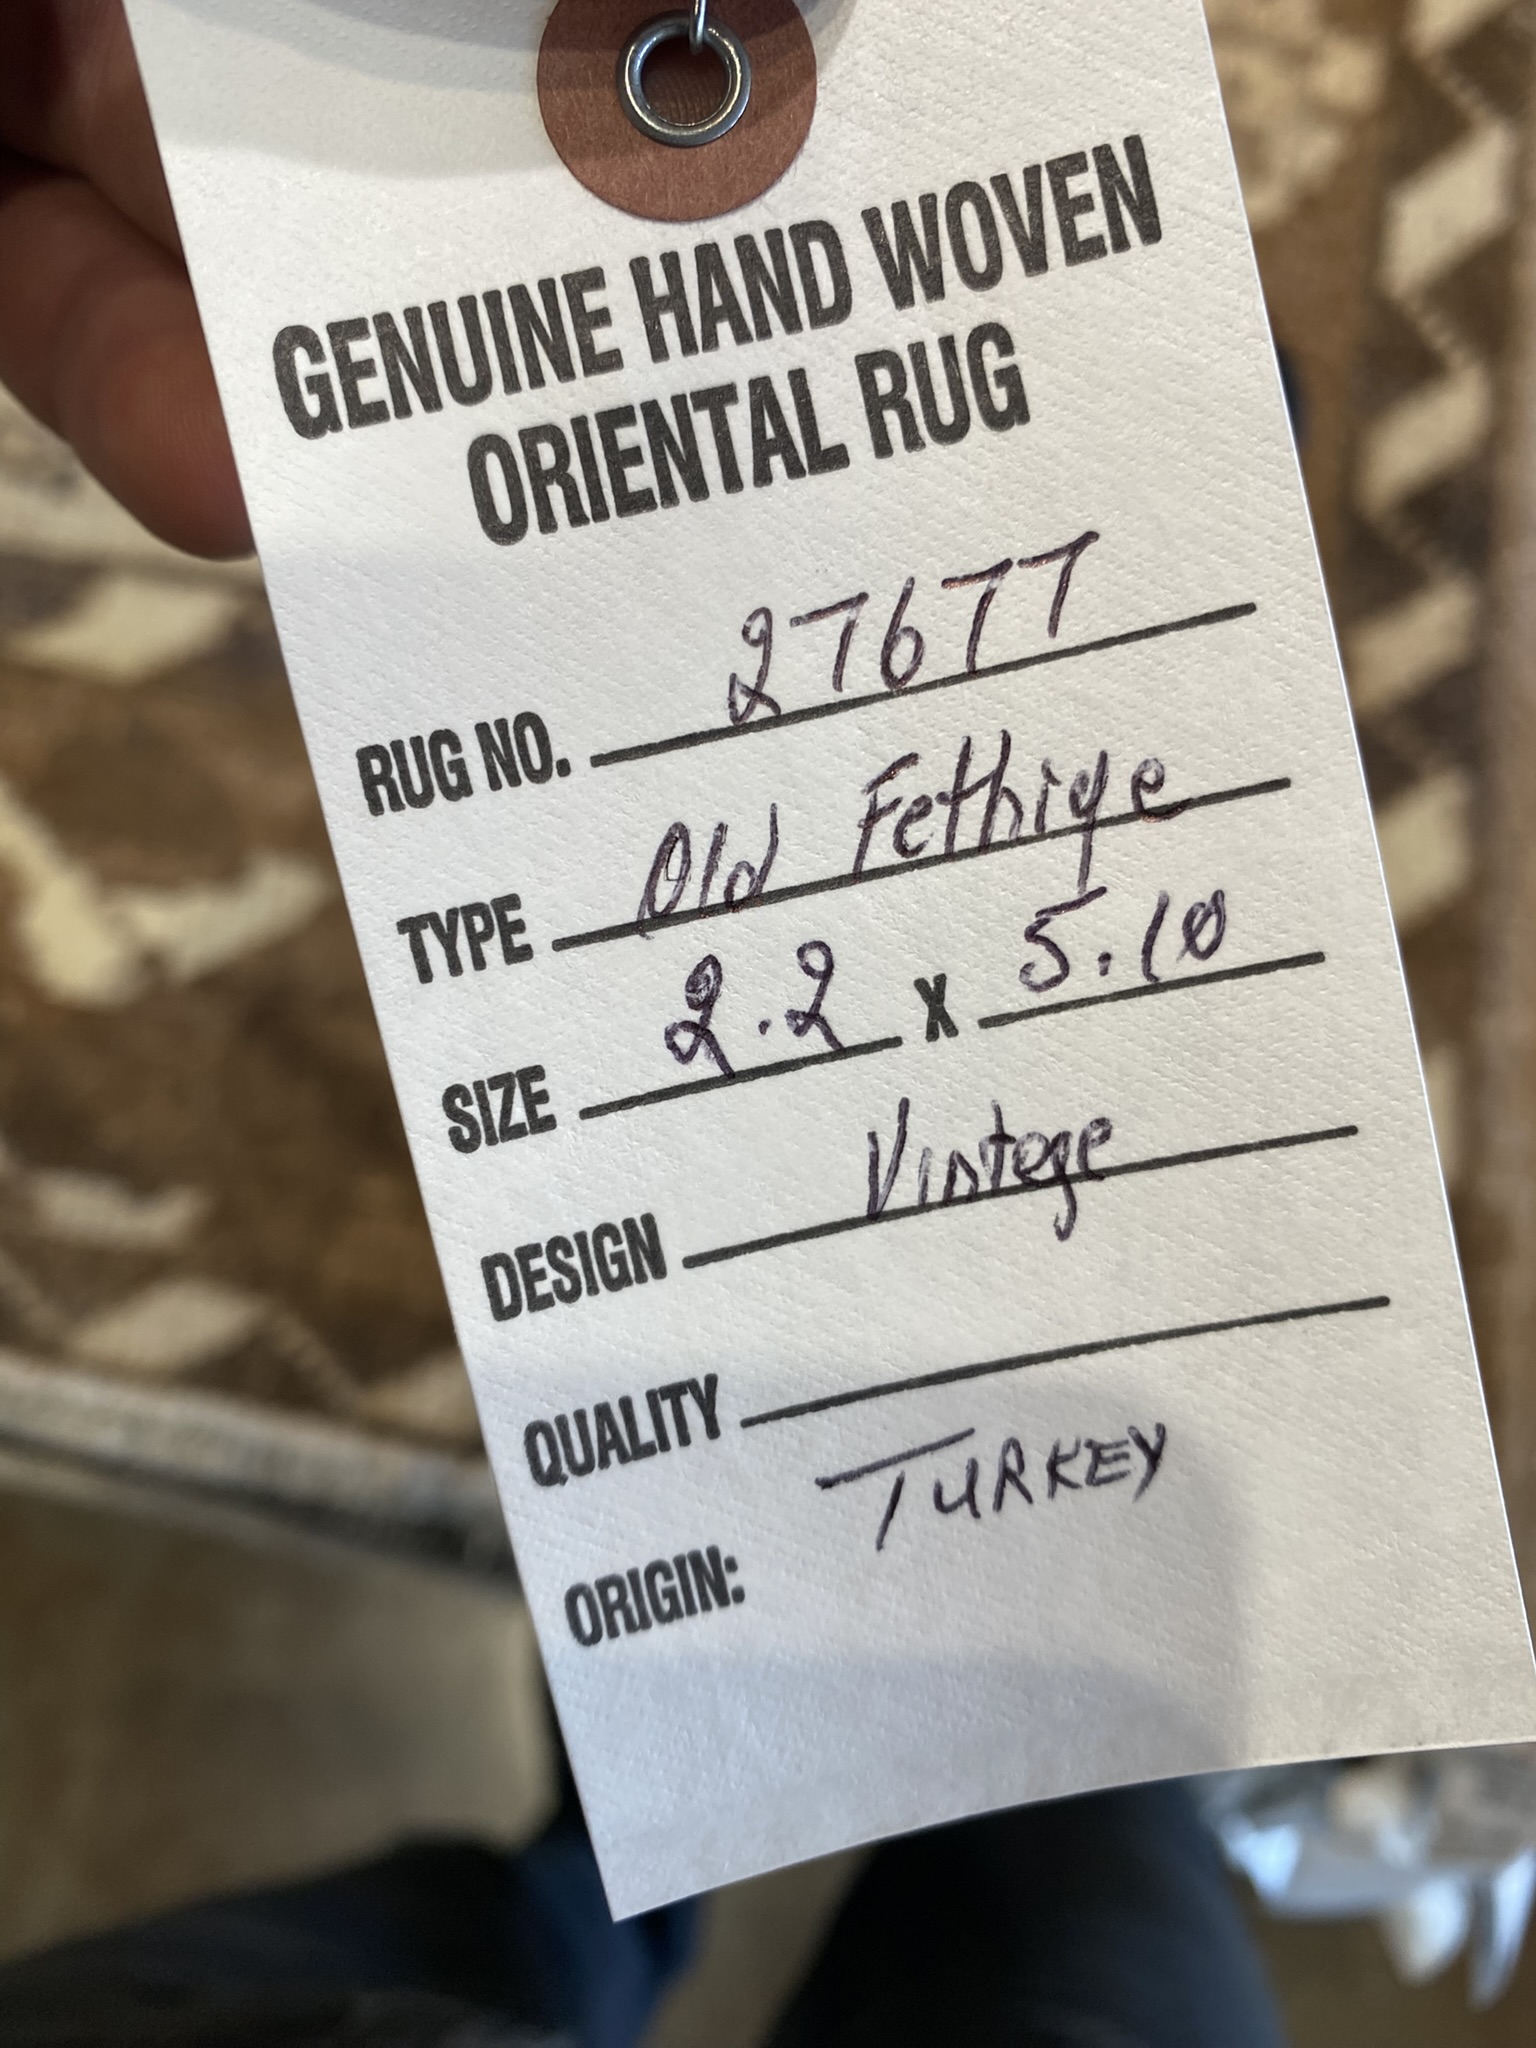 GENUINE HAND WOVEN
ORIENTAL RUG
RUG NO. 27677
TYPE Old Fethiye
SIZE 2.2 X 5.10
DESIGN Vintage
QUALITY
ORIGIN: TURKEY